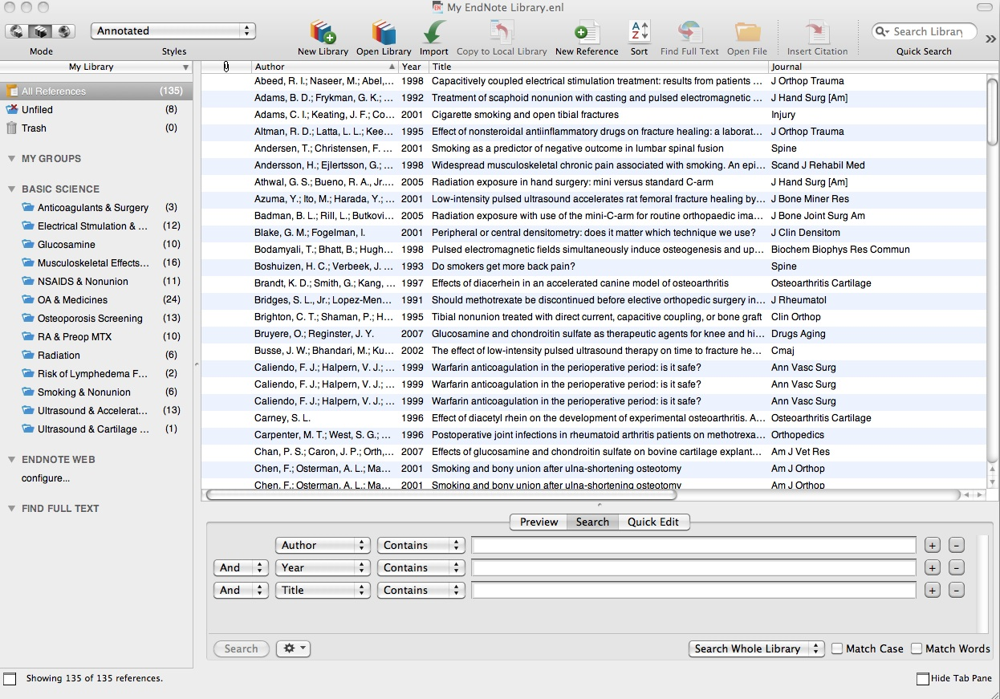 My EndNote Library.enl
Annotated
Search Library
Mode
Styles
New Library
Open Library
Import
Copy to Local Library
New Reference
Sort
Find Full Text
Open File
Insert Citation
Quick Search
My Library
All References (135)
Unfiled (8)
Trash (0)
MY GROUPS
BASIC SCIENCE
Anticoagulants & Surgery (3)
Electrical Stmulation & ... (12)
Glucosamine (10)
Musculoskeletal Effects... (16)
NSAIDS & Nonunion (11)
OA & Medicines (24)
Osteoporosis Screening (13)
RA & Preop MTX (10)
Radiation (6)
Risk of Lymphedema F... (2)
Smoking & Nonunion (6)
Ultrasound & Accelerat... (13)
Ultrasound & Cartilage ... (1)
ENDNOTE WEB
configure...
FIND FULL TEXT
Author Year Title Journal
Abeed, R. I.; Naseer, M.; Abel,... 1998 Capacitively coupled electrical stimulation treatment: results from patients ... J Orthop Trauma
Adams, B. D.; Frykman, G. K.; ... 1992 Treatment of scaphoid nonunion with casting and pulsed electromagnetic ... J Hand Surg [Am]
Adams, C. I.; Keating, J. F.; Co... 2001 Cigarette smoking and open tibial fractures Injury
Altman, R. D.; Latta, L. L.; Kee... 1995 Effect of nonsteroidal antiinflammatory drugs on fracture healing: a laborat... J Orthop Trauma
Andersen, T.; Christensen, F. ... 2001 Smoking as a predictor of negative outcome in lumbar spinal fusion Spine
Andersson, H.; Ejlertsson, G.; ... 1998 Widespread musculoskeletal chronic pain associated with smoking. An epi... Scand J Rehabil Med
Athwal, G. S.; Bueno, R. A., Jr.... 2005 Radiation exposure in hand surgery: mini versus standard C-arm J Hand Surg [Am]
Azuma, Y.; Ito, M.; Harada, Y.; ... 2001 Low-intensity pulsed ultrasound accelerates rat femoral fracture healing by... J Bone Miner Res
Badman, B. L.; Rill, L.; Butkovi... 2005 Radiation exposure with use of the mini-C-arm for routine orthopaedic ima... J Bone Joint Surg Am
Blake, G. M.; Fogelman, I. 2001 Peripheral or central densitometry: does it matter which technique we use? J Clin Densitom
Bodamyali, T.; Bhatt, B.; Hugh... 1998 Pulsed electromagnetic fields simultaneously induce osteogenesis and up... Biochem Biophys Res Commun
Boshuizen, H. C.; Verbeek, J. ... 1993 Do smokers get more back pain? Spine
Brandt, K. D.; Smith, G.; Kang, ... 1997 Effects of diacerhein in an accelerated canine model of osteoarthritis Osteoarthritis Cartilage
Bridges, S. L., Jr.; Lopez-Men... 1991 Should methotrexate be discontinued before elective orthopedic surgery in... J Rheumatol
Brighton, C. T.; Shaman, P.; H... 1995 Tibial nonunion treated with direct current, capacitive coupling, or bone graft Clin Orthop
Bruyere, O.; Reginster, J. Y. 2007 Glucosamine and chondroitin sulfate as therapeutic agents for knee and hi... Drugs Aging
Busse, J. W.; Bhandari, M.; Ku... 2002 The effect of low-intensity pulsed ultrasound therapy on time to fracture he... Cmaj
Caliendo, F. J.; Halpern, V. J.; ... 1999 Warfarin anticoagulation in the perioperative period: is it safe? Ann Vasc Surg
Caliendo, F. J.; Halpern, V. J.; ... 1999 Warfarin anticoagulation in the perioperative period: is it safe? Ann Vasc Surg
Caliendo, F. J.; Halpern, V. J.; ... 1999 Warfarin anticoagulation in the perioperative period: is it safe? Ann Vasc Surg
Carney, S. L. 1996 Effect of diacetyl rhein on the development of experimental osteoarthritis. A... Osteoarthritis Cartilage
Carpenter, M. T.; West, S. G.; ... 1996 Postoperative joint infections in rheumatoid arthritis patients on methotrexa... Orthopedics
Chan, P. S.; Caron, J. P.; Orth,... 2007 Effects of glucosamine and chondroitin sulfate on bovine cartilage explant... Am J Vet Res
Chen, F.; Osterman, A. L.; Ma... 2001 Smoking and bony union after ulna-shortening osteotomy Am J Orthop
Chen, F.; Osterman, A. L.; Ma... 2001 Smoking and bony union after ulna-shortening osteotomy Am J Orthop
Preview Search Quick Edit
Author Contains + -
And Year Contains + -
And Title Contains + -
Search Search Whole Library Match Case Match Words
Showing 135 of 135 references. Hide Tab Pane